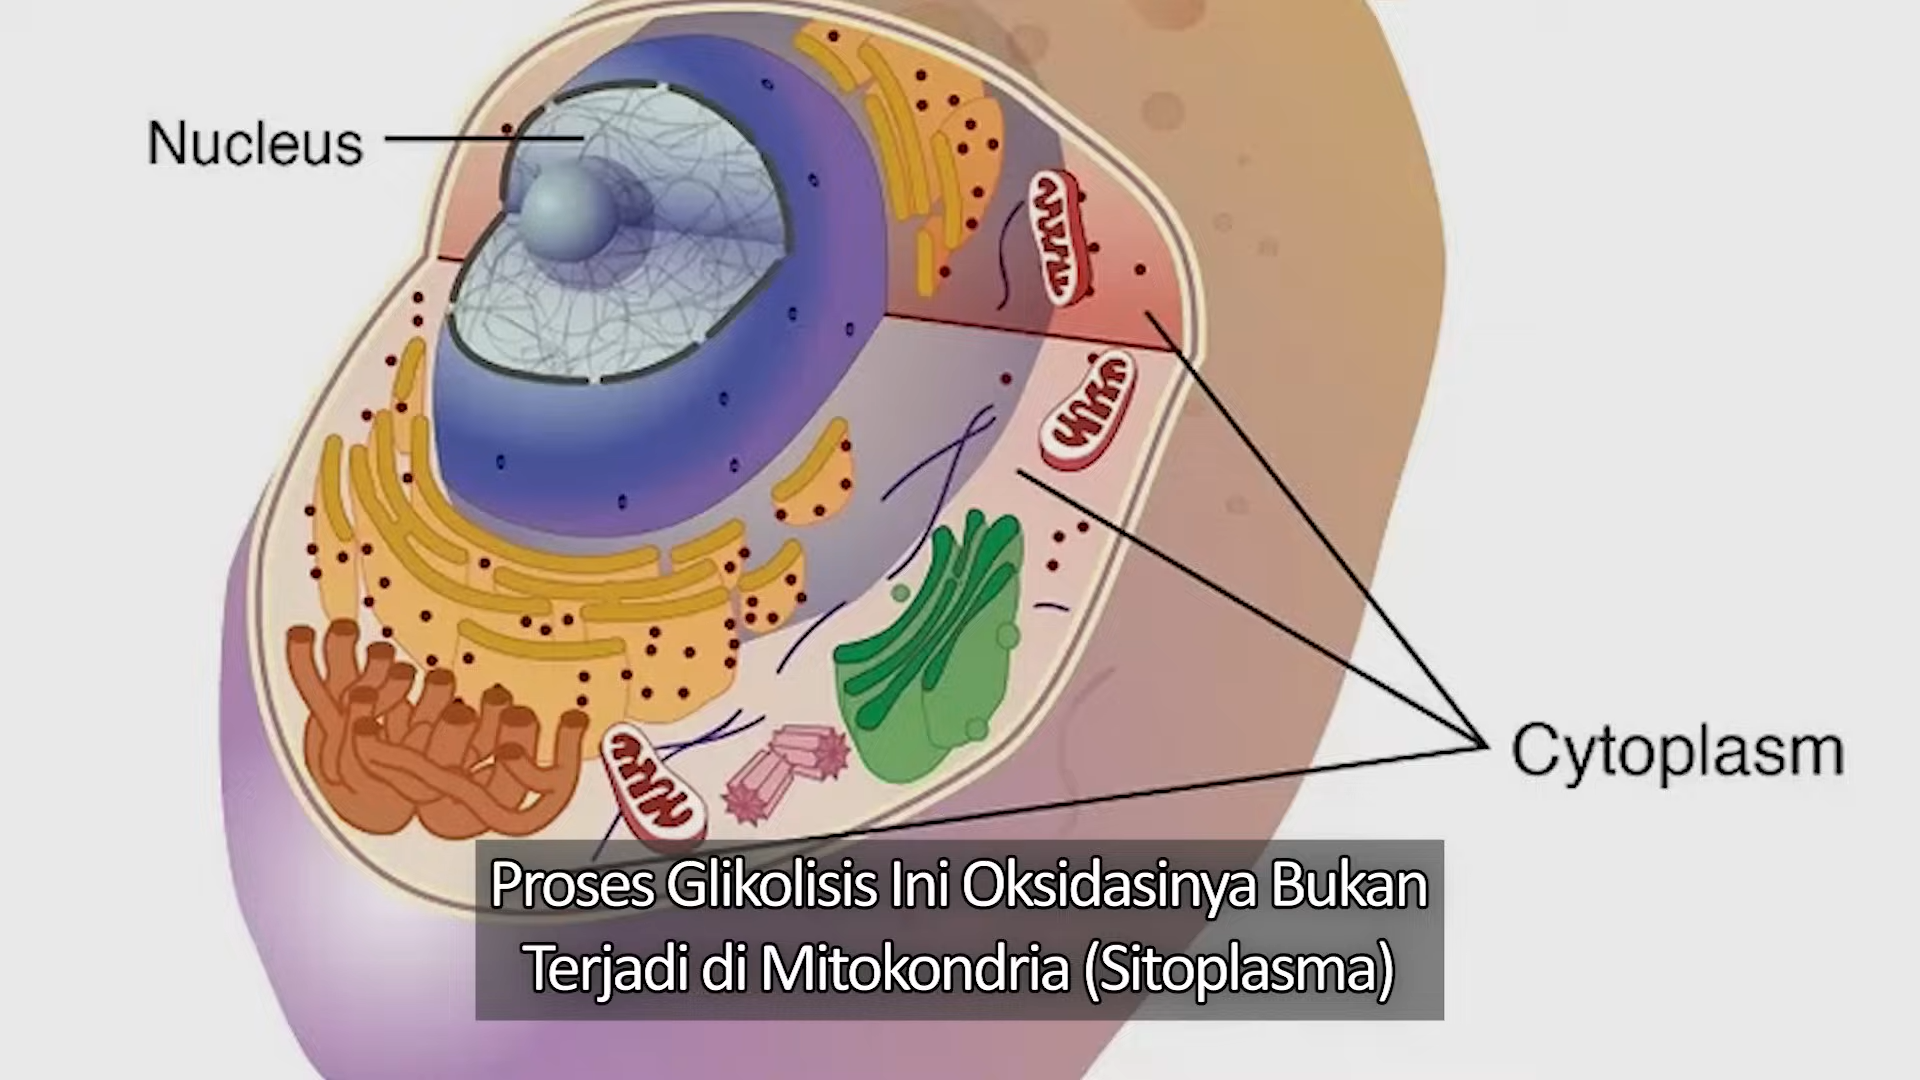 Nucleus
Cytoplasm
Proses Glikolisis Ini Oksidasinya Bukan
Terjadi di Mitokondria (Sitoplasma)